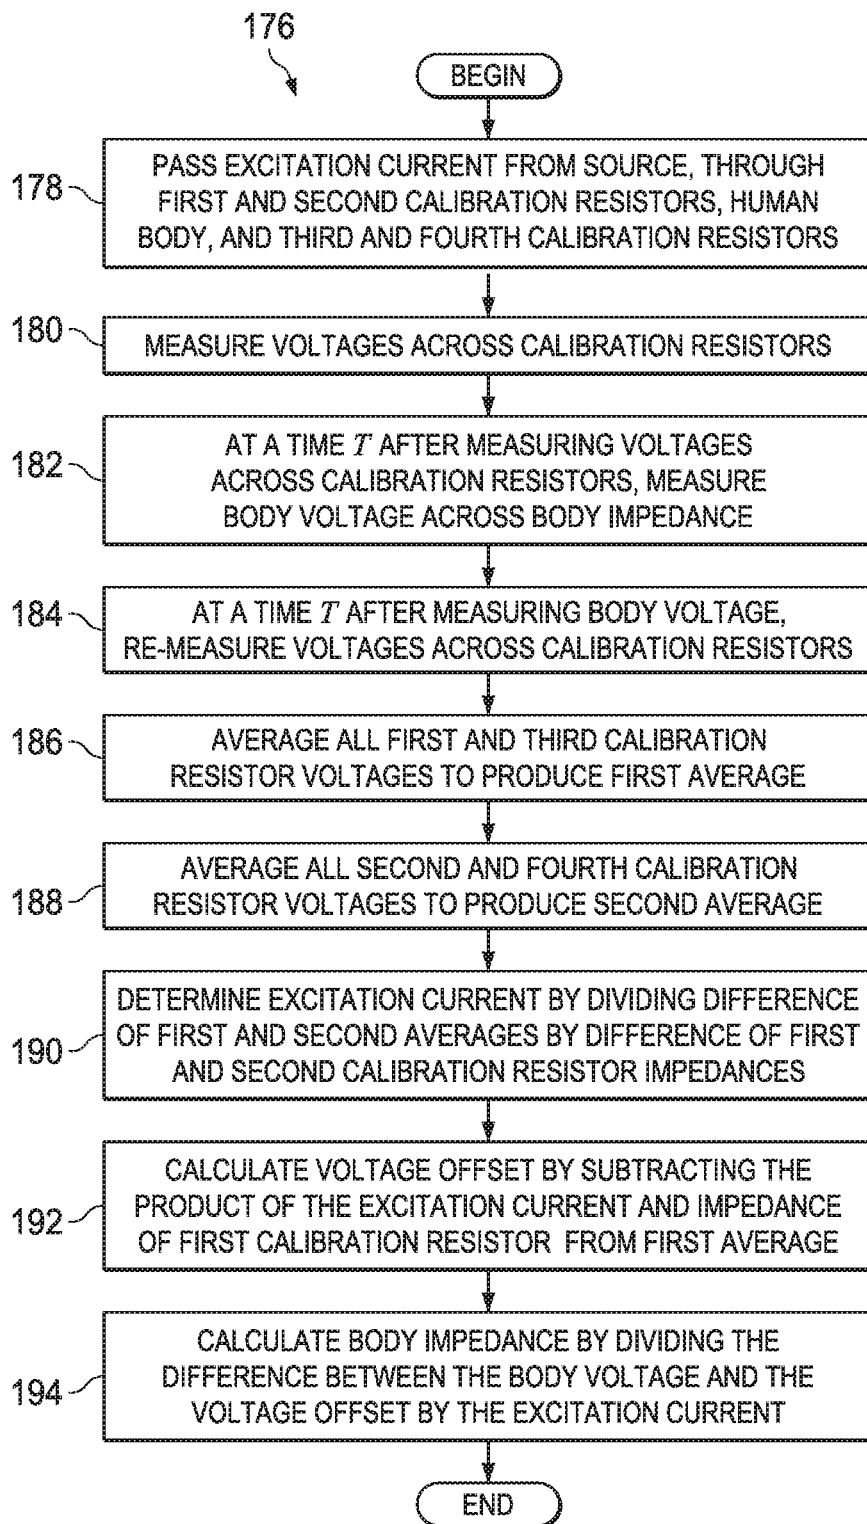 176
BEGIN
178
PASS EXCITATION CURRENT FROM SOURCE, THROUGH
FIRST AND SECOND CALIBRATION RESISTORS, HUMAN
BODY, AND THIRD AND FOURTH CALIBRATION RESISTORS
180
MEASURE VOLTAGES ACROSS CALIBRATION RESISTORS
182
AT A TIME T AFTER MEASURING VOLTAGES
ACROSS CALIBRATION RESISTORS, MEASURE
BODY VOLTAGE ACROSS BODY IMPEDANCE
184
AT A TIME T AFTER MEASURING BODY VOLTAGE,
RE-MEASURE VOLTAGES ACROSS CALIBRATION RESISTORS
186
AVERAGE ALL FIRST AND THIRD CALIBRATION
RESISTOR VOLTAGES TO PRODUCE FIRST AVERAGE
188
AVERAGE ALL SECOND AND FOURTH CALIBRATION
RESISTOR VOLTAGES TO PRODUCE SECOND AVERAGE
190
DETERMINE EXCITATION CURRENT BY DIVIDING DIFFERENCE
OF FIRST AND SECOND AVERAGES BY DIFFERENCE OF FIRST
AND SECOND CALIBRATION RESISTOR IMPEDANCES
192
CALCULATE VOLTAGE OFFSET BY SUBTRACTING THE
PRODUCT OF THE EXCITATION CURRENT AND IMPEDANCE
OF FIRST CALIBRATION RESISTOR FROM FIRST AVERAGE
194
CALCULATE BODY IMPEDANCE BY DIVIDING THE
DIFFERENCE BETWEEN THE BODY VOLTAGE AND THE
VOLTAGE OFFSET BY THE EXCITATION CURRENT
END